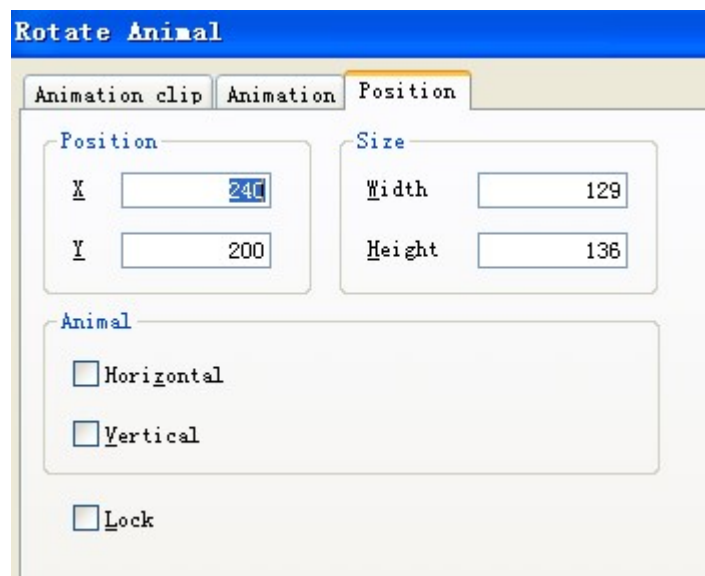 Rotate Animal
Animation clip Animation Position
Position Size
X 240 Width 129
Y 200 Height 136
Animal
Horizontal
Vertical
Lock